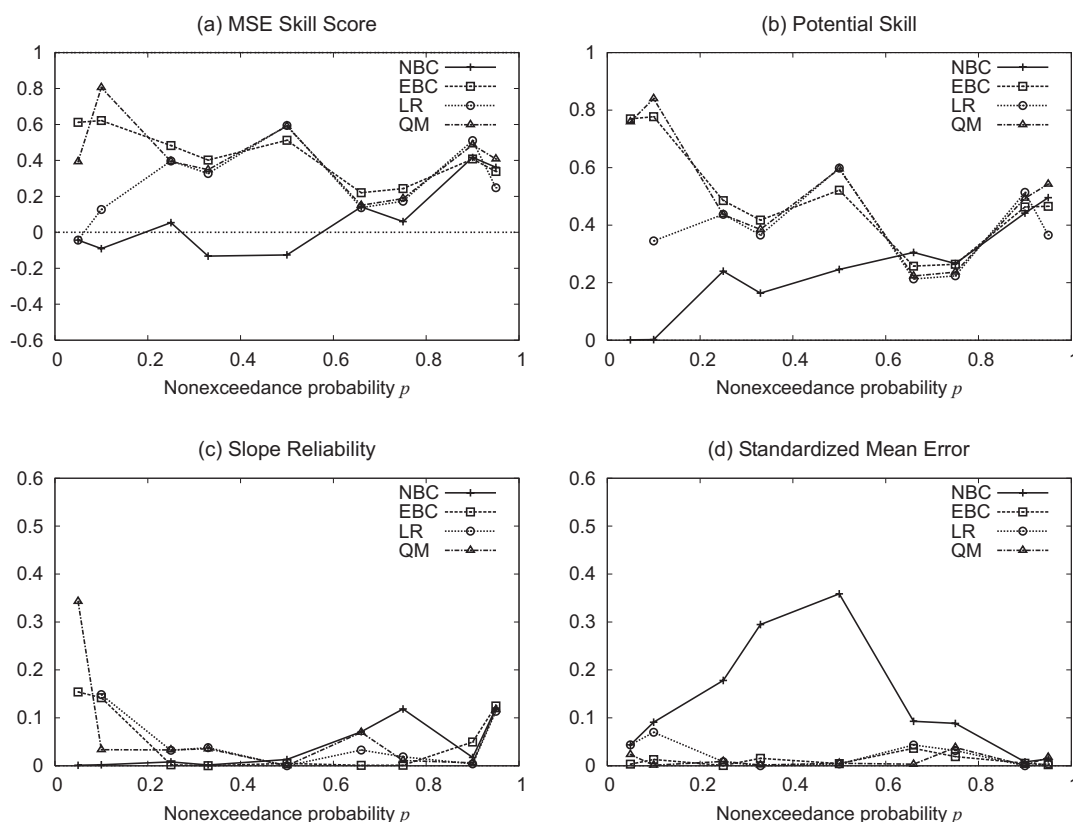 (a) MSE Skill Score
NBC
EBC
LR
QM
1
0.8
0.6
0.4
0.2
0
-0.2
-0.4
-0.6
0 0.2 0.4 0.6 0.8 1
Nonexceedance probability p
(b) Potential Skill
NBC
EBC
LR
QM
1
0.8
0.6
0.4
0.2
0
0 0.2 0.4 0.6 0.8 1
Nonexceedance probability p
(c) Slope Reliability
NBC
EBC
LR
QM
0.6
0.5
0.4
0.3
0.2
0.1
0
0 0.2 0.4 0.6 0.8 1
Nonexceedance probability p
(d) Standardized Mean Error
NBC
EBC
LR
QM
0.6
0.5
0.4
0.3
0.2
0.1
0
0 0.2 0.4 0.6 0.8 1
Nonexceedance probability p